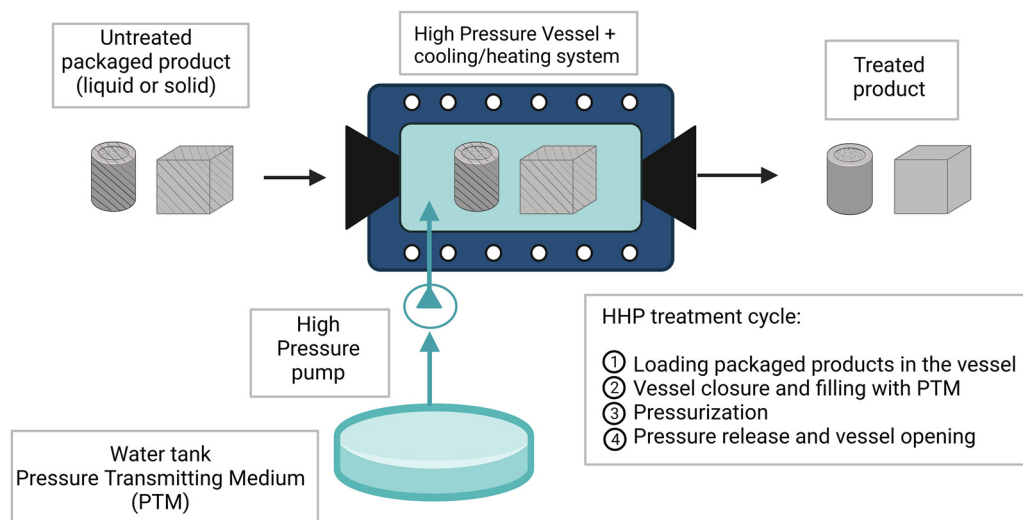 Untreated
packaged product
(liquid or solid)
High Pressure Vessel +
cooling/heating system
Treated
product
High
Pressure
pump
Water tank
Pressure Transmitting Medium
(PTM)
HHP treatment cycle:
1 Loading packaged products in the vessel
2 Vessel closure and filling with PTM
3 Pressurization
4 Pressure release and vessel opening